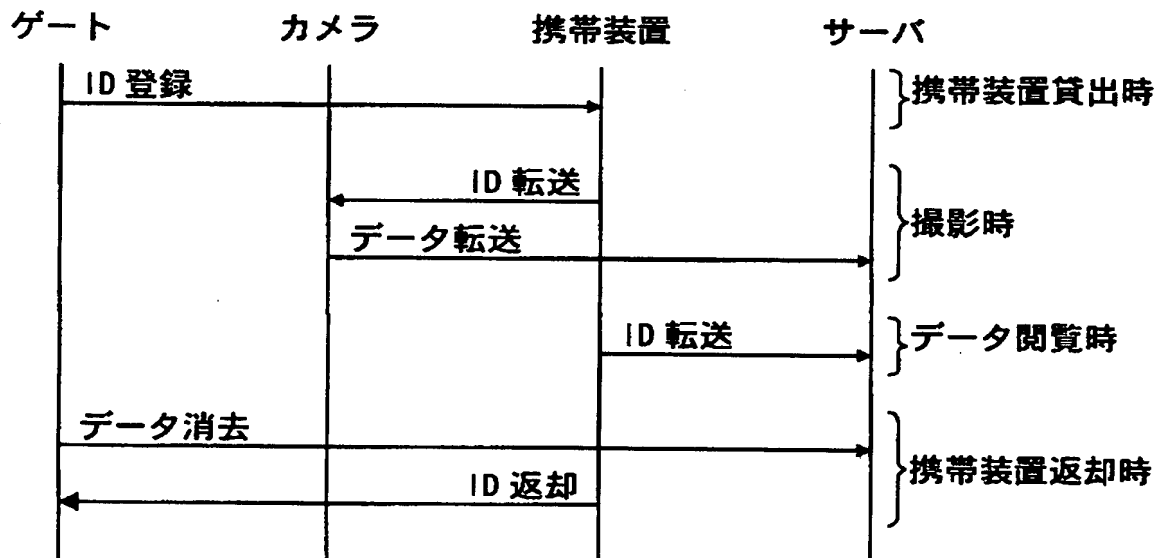 ゲート
カメラ
携帯装置
サーバ
ID 登録
携帯装置貸出時
ID 転送
撮影時
データ転送
ID 転送
データ閲覧時
データ消去
携帯装置返却時
ID 返却